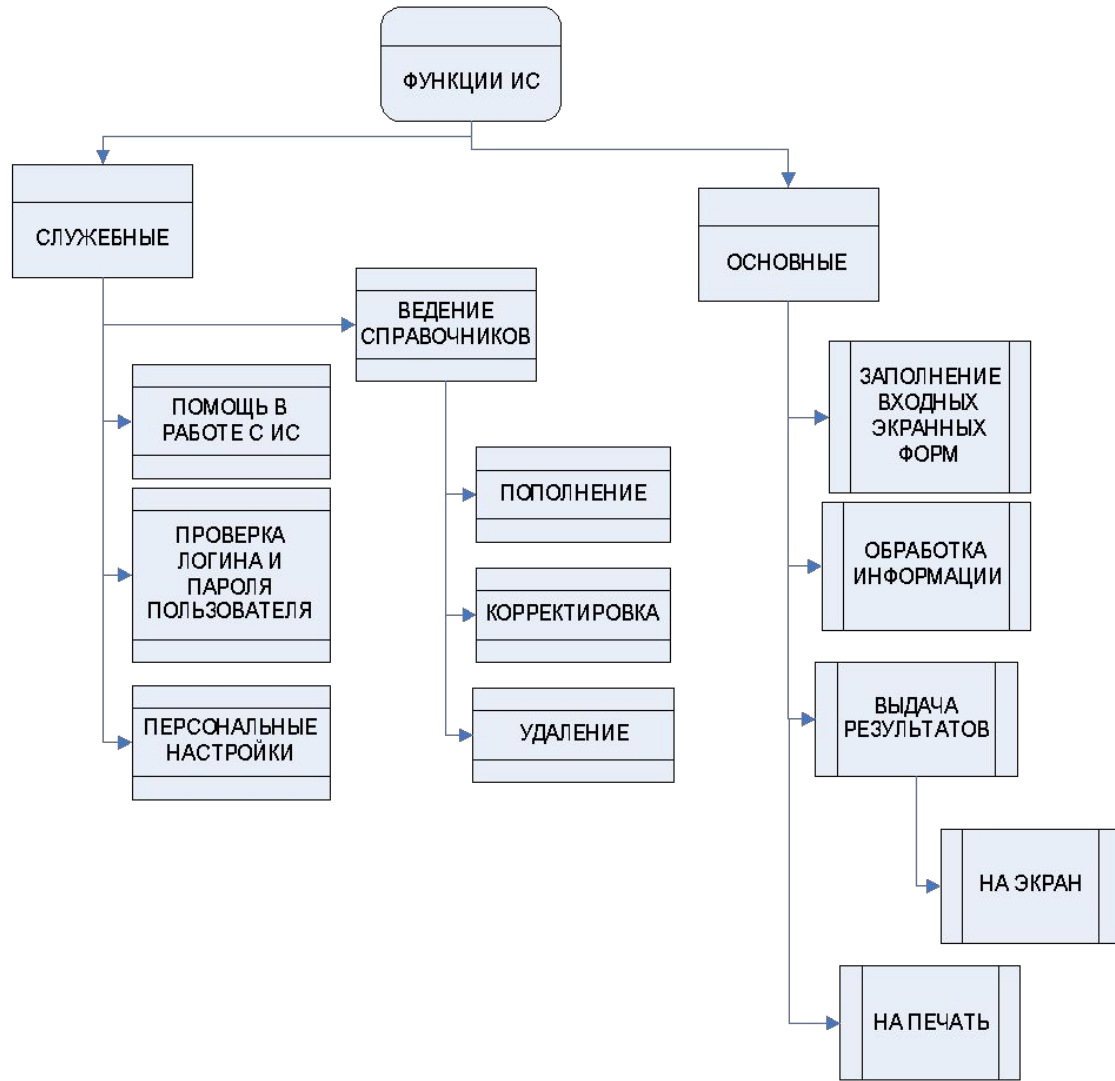 ФУНКЦИИ ИС
СЛУЖЕБНЫЕ
ВЕДЕНИЕ
СПРАВОЧНИКОВ
ПОМОЩЬ В
РАБОТЕ С ИС
ПРОВЕРКА
ЛОГИНА И
ПАРОЛЯ
ПОЛЬЗОВАТЕЛЯ
ПЕРСОНАЛЬНЫЕ
НАСТРОЙКИ
ПОПОЛНЕНИЕ
КОРРЕКТИРОВКА
УДАЛЕНИЕ
ОСНОВНЫЕ
ЗАПОЛНЕНИЕ
ВХОДНЫХ
ЭКРАННЫХ
ФОРМ
ОБРАБОТКА
ИНФОРМАЦИИ
ВЫДАЧА
РЕЗУЛЬТАТОВ
НА ЭКРАН
НА ПЕЧАТЬ